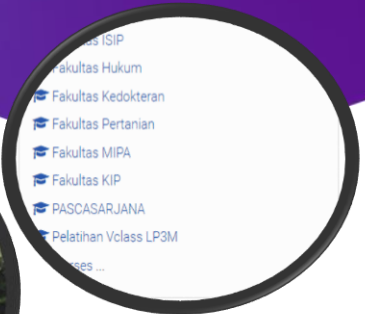 ISIP
Fakultas Hukum
Fakultas Kedokteran
Fakultas Pertanian
Fakultas MIPA
Fakultas KIP
PASCASARJANA
Pelatihan Vclass LP3M
...